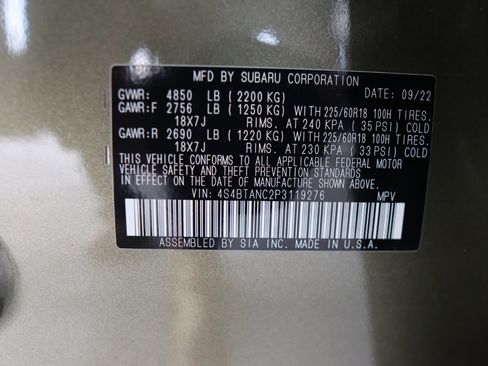 MFD BY SUBARU CORPORATION DATE: 09/22
GVWR: 4850 LB (2200 KG)
GAWR:F 2756 LB (1250 KG) WITH 225/60R18 100H TIRES.
18X7J RIMS. AT 240 KPA (35 PSI) COLD
GAWR:R 2690 LB (1220 KG) WITH 225/60R18 100H TIRES.
18X7J RIMS. AT 230 KPA (33 PSI) COLD
THIS VEHICLE CONFORMS TO ALL APPLICABLE FEDERAL MOTOR
VEHICLE SAFETY AND THEFT PREVENTION STANDARDS
IN EFFECT ON THE DATE OF MANUFACTURE SHOWN ABOVE.
VIN: 4S4BTANC2P3119276 MPV
ASSEMBLED BY SIA INC. MADE IN U.S.A.